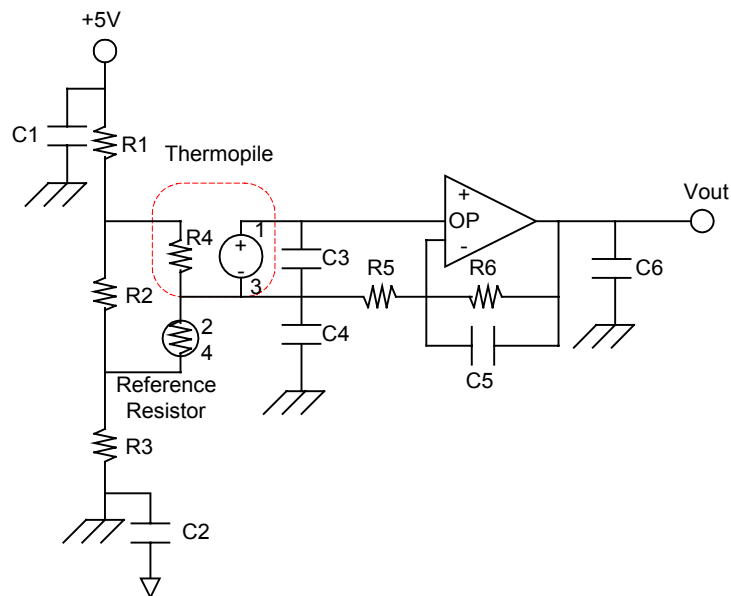 +5V
C1
R1
Thermopile
Vout
R4
1
+
-
3
+
OP
-
C3
R5
R6
C6
R2
2
4
C4
C5
Reference
Resistor
R3
C2